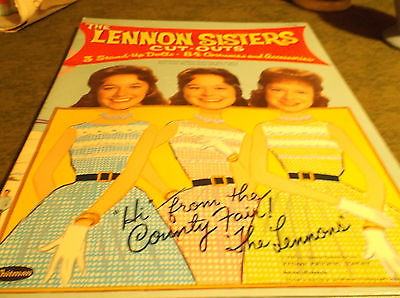 THE
LENNON SISTERS
CUT-OUTS
3 Stand-Up Dolls - 84 Costumes and Accessories
"Hi" from the
County Fair!
The Lennons
Whitman